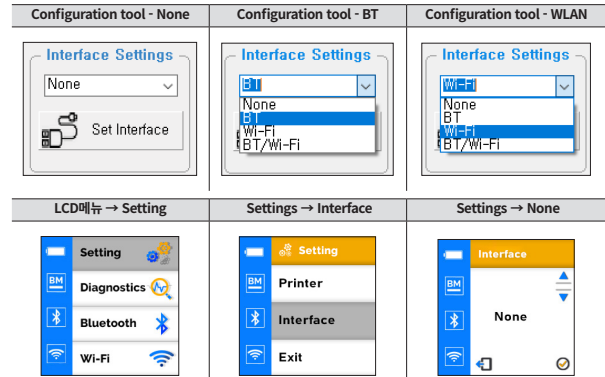 Configuration tool - None
Configuration tool - BT
Configuration tool - WLAN
Interface Settings
None
Set Interface
Interface Settings
BT
None
BT
Wi-Fi
BT/Wi-Fi
Interface Settings
Wi-Fi
None
BT
Wi-Fi
BT/Wi-Fi
LCD메뉴 → Setting
Settings → Interface
Settings → None
Setting
BM
Diagnostics
Bluetooth
Wi-Fi
Setting
BM
Printer
Interface
Exit
Interface
BM
None